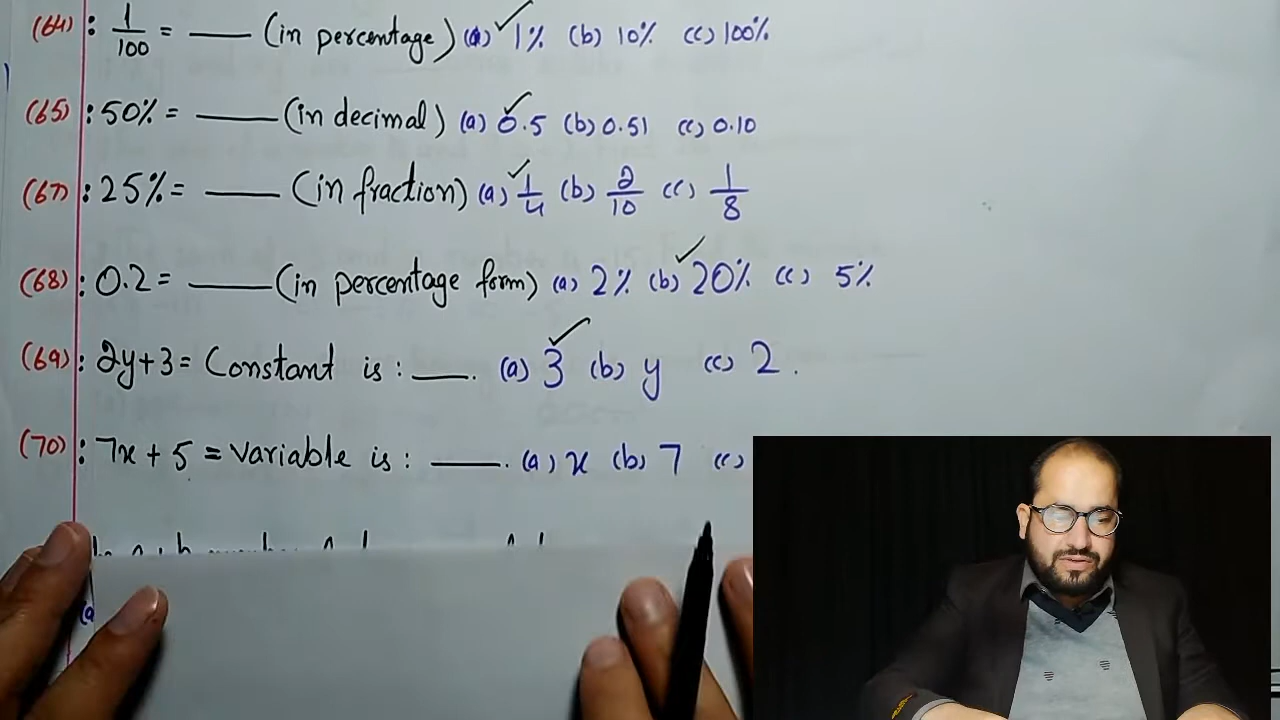 (64) : 1/100 = ____ (in percentage) (a) ✓ 1% (b) 10% (c) 100%
(65) : 50% = ____ (in decimal) (a) ✓ 0.5 (b) 0.51 (c) 0.10
(67) : 25% = ____ (in fraction) (a) ✓ 1/4 (b) 2/10 (c) 1/8
(68) : 0.2 = ____ (in percentage form) (a) 2% (b) ✓ 20% (c) 5%
(69) : 2y+3 = Constant is : ____. (a) ✓ 3 (b) y (c) 2.
(70) : 7x + 5 = Variable is : ____. (a) x (b) 7 (c)
(a